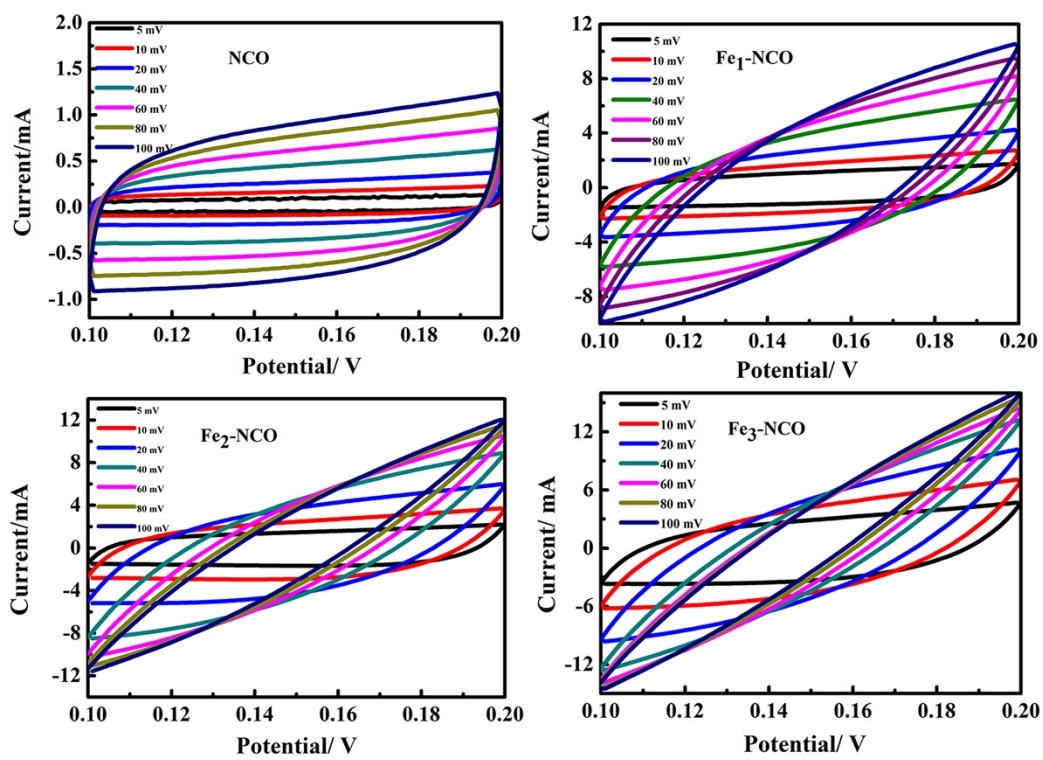 2.0
1.5
1.0
0.5
0.0
-0.5
-1.0
Current/mA
5 mV
10 mV
20 mV
40 mV
60 mV
80 mV
100 mV
NCO
0.10 0.12 0.14 0.16 0.18 0.20
Potential/ V
12
8
4
0
-4
-8
Current/mA
5 mV
10 mV
20 mV
40 mV
60 mV
80 mV
100 mV
Fe1-NCO
0.10 0.12 0.14 0.16 0.18 0.20
Potential/ V
12
8
4
0
-4
-8
-12
Current/mA
5 mV
10 mV
20 mV
40 mV
60 mV
80 mV
100 mV
Fe2-NCO
0.10 0.12 0.14 0.16 0.18 0.20
Potential/ V
12
6
0
-6
-12
Current/ mA
5 mV
10 mV
20 mV
40 mV
60 mV
80 mV
100 mV
Fe3-NCO
0.10 0.12 0.14 0.16 0.18 0.20
Potential/ V